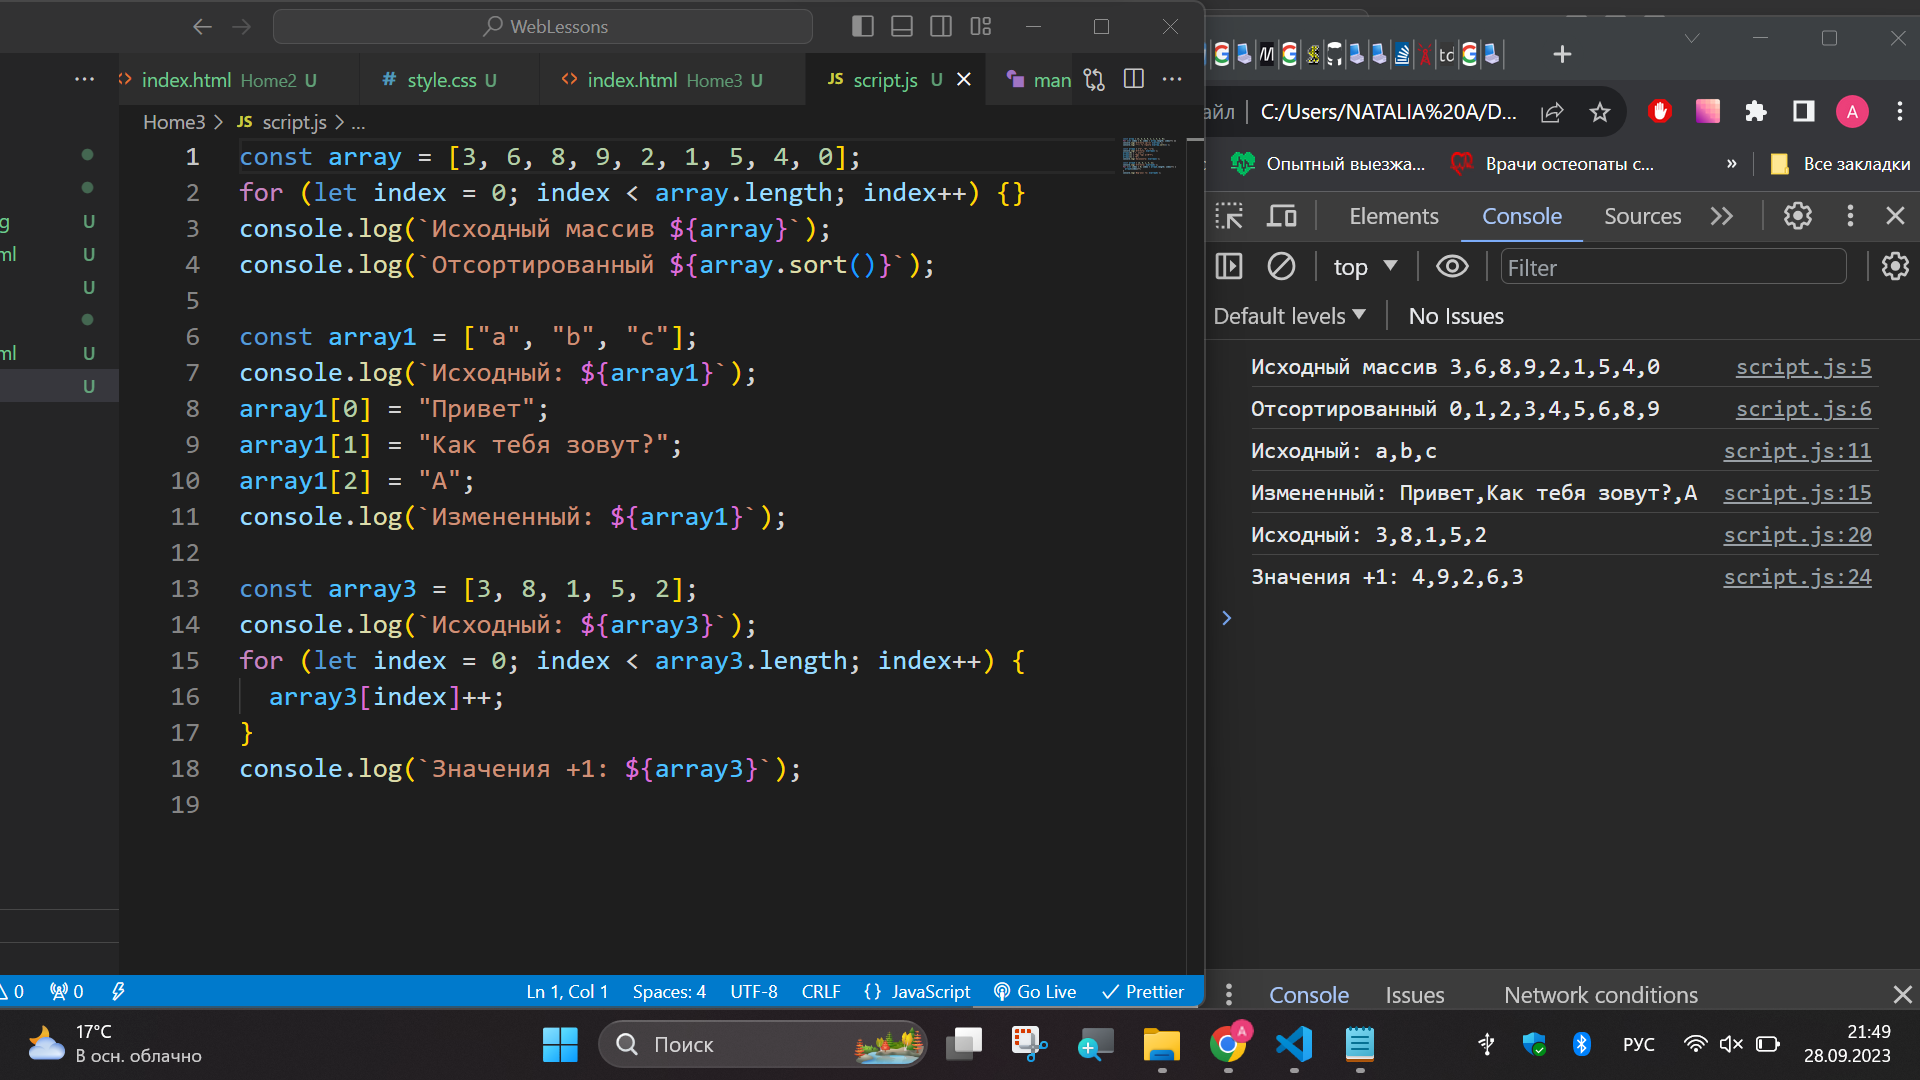 WebLessons
index.html Home2 U
# style.css U
index.html Home3 U
JS script.js U
man
Home3 > JS script.js > ...
g U
ml U
U
ml U
U
1 const array = [3, 6, 8, 9, 2, 1, 5, 4, 0];
2 for (let index = 0; index < array.length; index++) {}
3 console.log(`Исходный массив ${array}`);
4 console.log(`Отсортированный ${array.sort()}`);
5
6 const array1 = ["a", "b", "c"];
7 console.log(`Исходный: ${array1}`);
8 array1[0] = "Привет";
9 array1[1] = "Как тебя зовут?";
10 array1[2] = "А";
11 console.log(`Измененный: ${array1}`);
12
13 const array3 = [3, 8, 1, 5, 2];
14 console.log(`Исходный: ${array3}`);
15 for (let index = 0; index < array3.length; index++) {
16 array3[index]++;
17 }
18 console.log(`Значения +1: ${array3}`);
19
0 0 Ln 1, Col 1 Spaces: 4 UTF-8 CRLF {} JavaScript Go Live Prettier
td
айл | C:/Users/NATALIA%20A/D... A
Опытный выезжа... Врачи остеопаты с... » Все закладки
Elements Console Sources
top Filter
Default levels No Issues
Исходный массив 3,6,8,9,2,1,5,4,0 script.js:5
Отсортированный 0,1,2,3,4,5,6,8,9 script.js:6
Исходный: a,b,c script.js:11
Измененный: Привет,Как тебя зовут?,А script.js:15
Исходный: 3,8,1,5,2 script.js:20
Значения +1: 4,9,2,6,3 script.js:24
Console Issues Network conditions
17°C
В осн. облачно
Поиск
A
РУС
21:49
28.09.2023